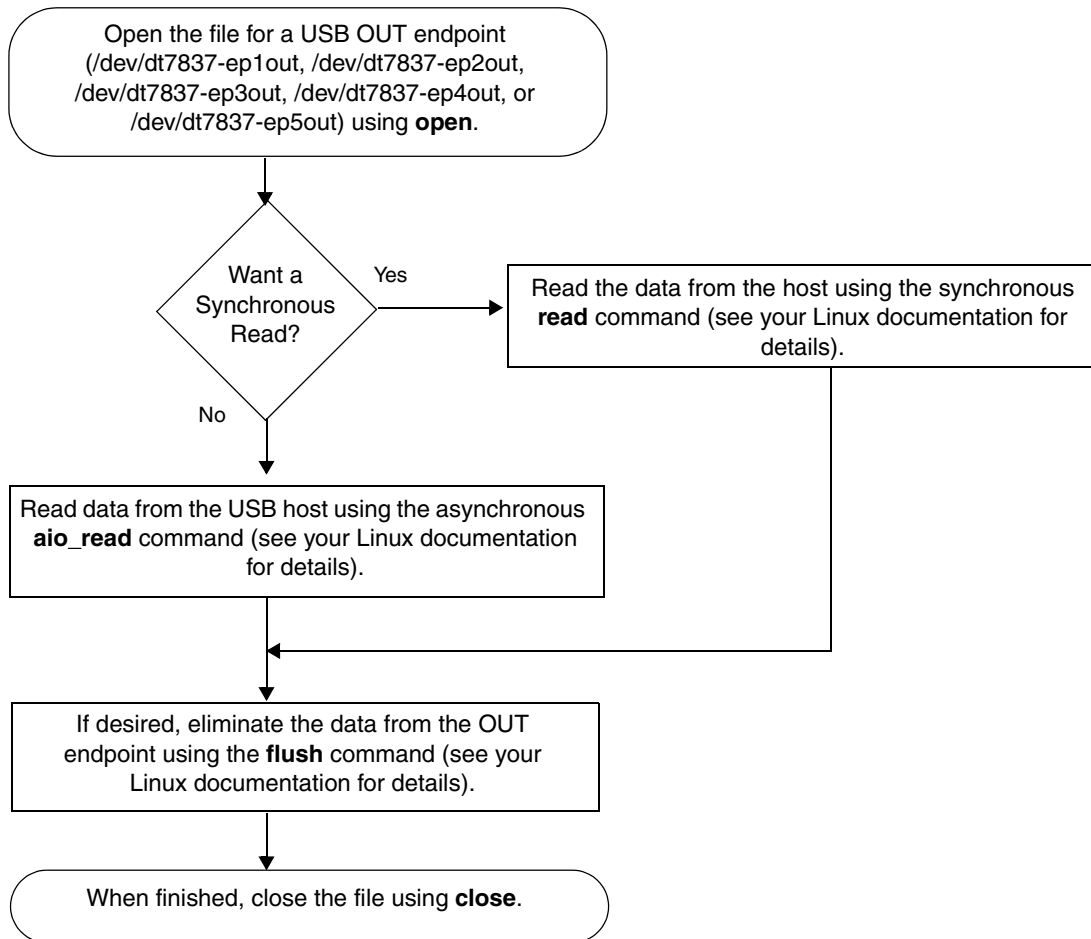 Open the file for a USB OUT endpoint
(/dev/dt7837-ep1out, /dev/dt7837-ep2out,
/dev/dt7837-ep3out, /dev/dt7837-ep4out, or
/dev/dt7837-ep5out) using open.
Want a
Synchronous
Read?
Yes
Read the data from the host using the synchronous
read command (see your Linux documentation for
details).
No
Read data from the USB host using the asynchronous
aio_read command (see your Linux documentation
for details).
If desired, eliminate the data from the OUT
endpoint using the flush command (see your
Linux documentation for details).
When finished, close the file using close.